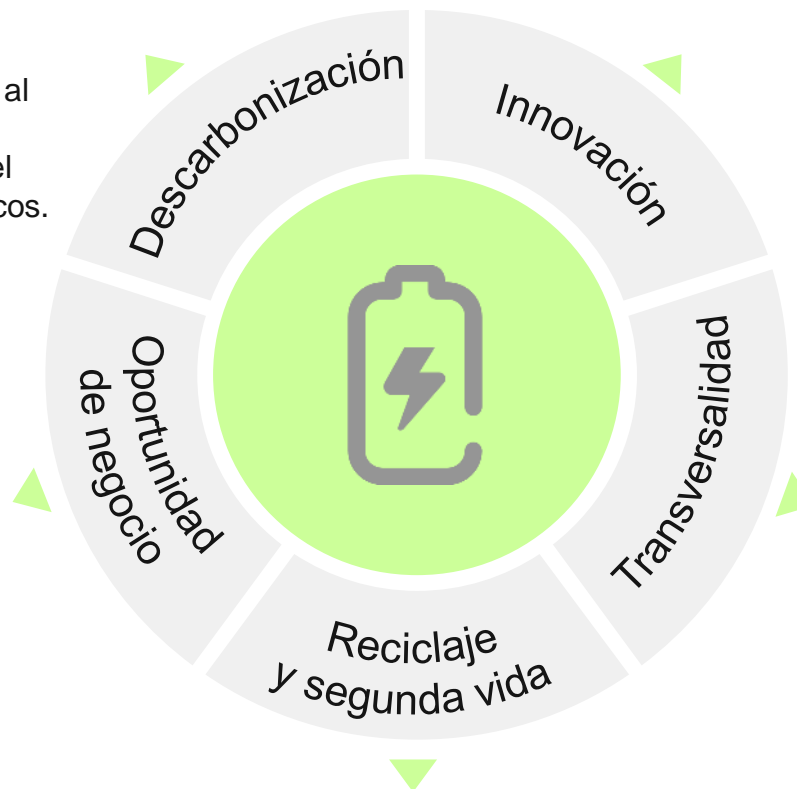 al
el
cos.
Descarbonización
Innovación
Transversalidad
Reciclaje
y segunda vida
Oportunidad
de negocio